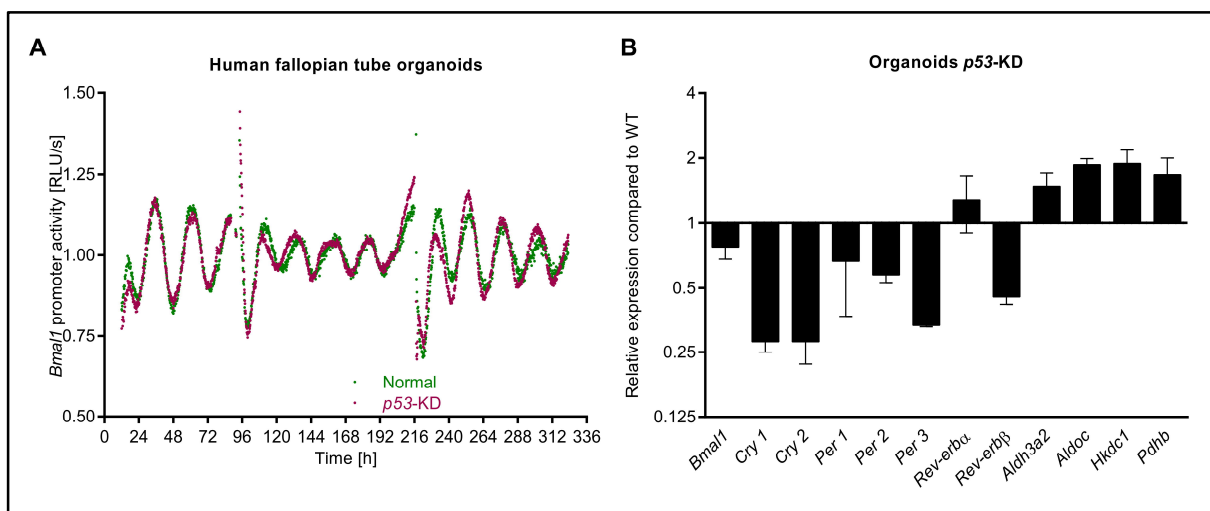 A
Human fallopian tube organoids
Bmal1 promoter activity [RLU/s]
1.50
1.25
1.00
0.75
0.50
Normal
p53-KD
0 24 48 72 96 120 144 168 192 216 240 264 288 312 336
Time [h]
B
Organoids p53-KD
Relative expression compared to WT
4
2
1
0.5
0.25
0.125
Bmal1
Cry 1
Cry 2
Per 1
Per 2
Per 3
Rev-erbα
Rev-erbβ
Aldh3a2
Aldoc
Hkdc1
Pdhb